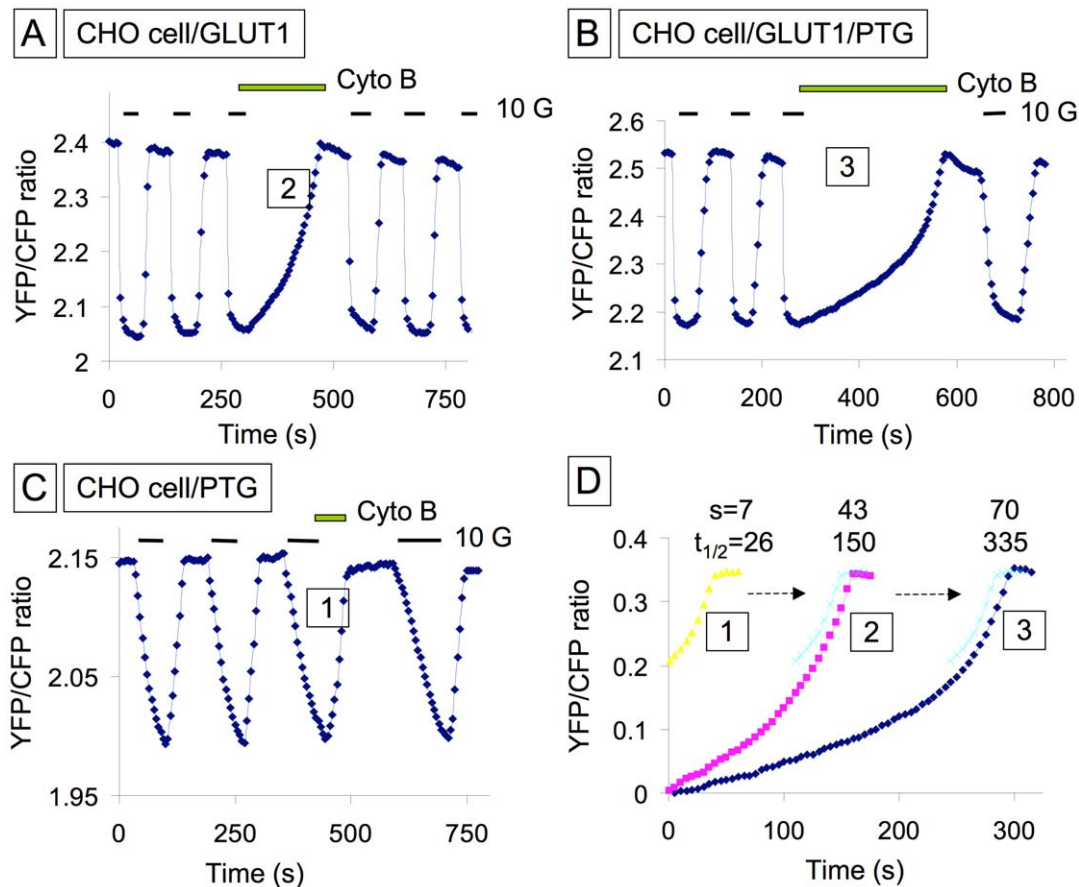 A CHO cell/GLUT1
Cyto B
10 G
YFP/CFP ratio
2.4
2.3
2.2
2.1
2
2
0 250 500 750
Time (s)
B CHO cell/GLUT1/PTG
Cyto B
10 G
YFP/CFP ratio
2.6
2.5
2.4
2.3
2.2
2.1
3
0 200 400 600 800
Time (s)
C CHO cell/PTG
Cyto B
10 G
YFP/CFP ratio
2.15
2.05
1.95
1
0 250 500 750
Time (s)
D
s=7 43 70
t1/2=26 150 335
YFP/CFP ratio
0.4
0.3
0.2
0.1
0
1 2 3
0 100 200 300
Time (s)